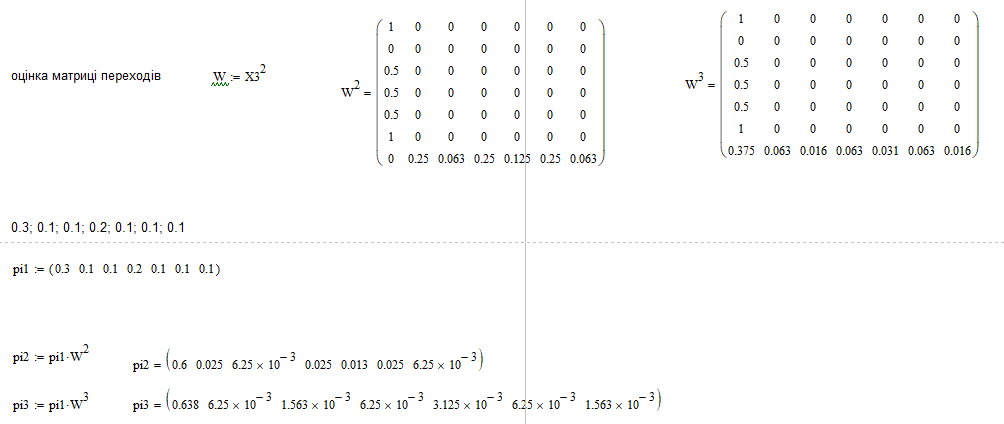 оцінка матриці переходів W := X3^2
W^2 =
1 0 0 0 0 0 0
0 0 0 0 0 0 0
0.5 0 0 0 0 0 0
0.5 0 0 0 0 0 0
0.5 0 0 0 0 0 0
1 0 0 0 0 0 0
0 0.25 0.063 0.25 0.125 0.25 0.063
W^3 =
1 0 0 0 0 0 0
0 0 0 0 0 0 0
0.5 0 0 0 0 0 0
0.5 0 0 0 0 0 0
0.5 0 0 0 0 0 0
1 0 0 0 0 0 0
0.375 0.063 0.016 0.063 0.031 0.063 0.016
0.3; 0.1; 0.1; 0.2; 0.1; 0.1; 0.1
pi1 := (0.3 0.1 0.1 0.2 0.1 0.1 0.1)
pi2 := pi1·W^2 pi2 = (0.6 0.025 6.25 × 10^-3 0.025 0.013 0.025 6.25 × 10^-3)
pi3 := pi1·W^3 pi3 = (0.638 6.25 × 10^-3 1.563 × 10^-3 6.25 × 10^-3 3.125 × 10^-3 6.25 × 10^-3 1.563 × 10^-3)